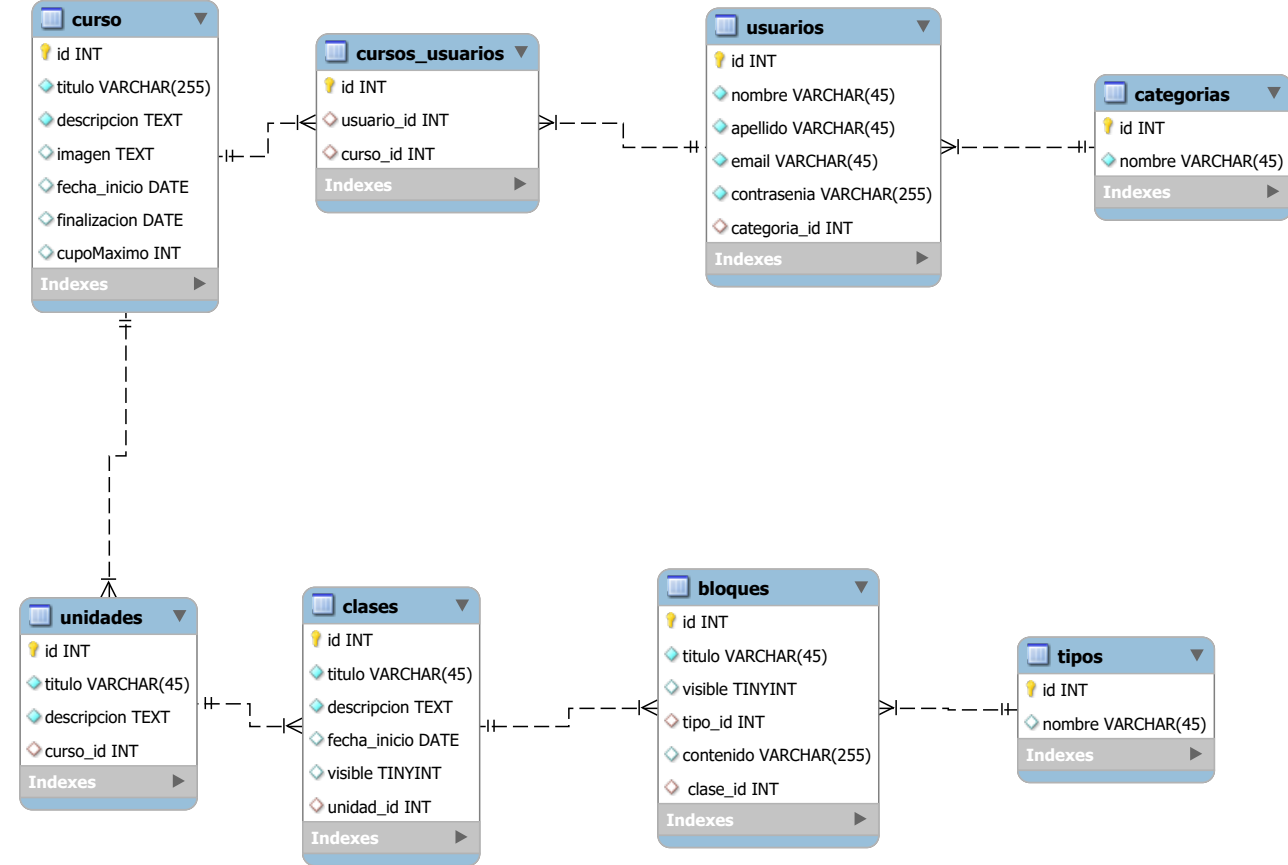 curso
id INT
titulo VARCHAR(255)
descripcion TEXT
imagen TEXT
fecha_inicio DATE
finalizacion DATE
cupoMaximo INT
Indexes
cursos_usuarios
id INT
usuario_id INT
curso_id INT
Indexes
usuarios
id INT
nombre VARCHAR(45)
apellido VARCHAR(45)
email VARCHAR(45)
contrasenia VARCHAR(255)
categoria_id INT
Indexes
categorias
id INT
nombre VARCHAR(45)
Indexes
unidades
id INT
titulo VARCHAR(45)
descripcion TEXT
curso_id INT
Indexes
clases
id INT
titulo VARCHAR(45)
descripcion TEXT
fecha_inicio DATE
visible TINYINT
unidad_id INT
Indexes
bloques
id INT
titulo VARCHAR(45)
visible TINYINT
tipo_id INT
contenido VARCHAR(255)
clase_id INT
Indexes
tipos
id INT
nombre VARCHAR(45)
Indexes